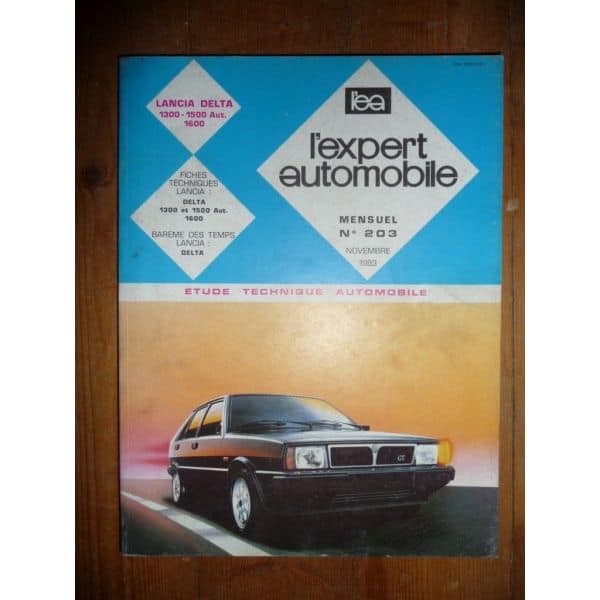 LANCIA DELTA
1300 - 1500 Aut.
1600
FICHES
TECHNIQUES
LANCIA :
DELTA
1300 et 1500 Aut.
1600
BAREME DES TEMPS
LANCIA :
DELTA
l'ea
l'expert
automobile
MENSUEL
N° 203
NOVEMBRE
1983
ETUDE TECHNIQUE AUTOMOBILE
GT